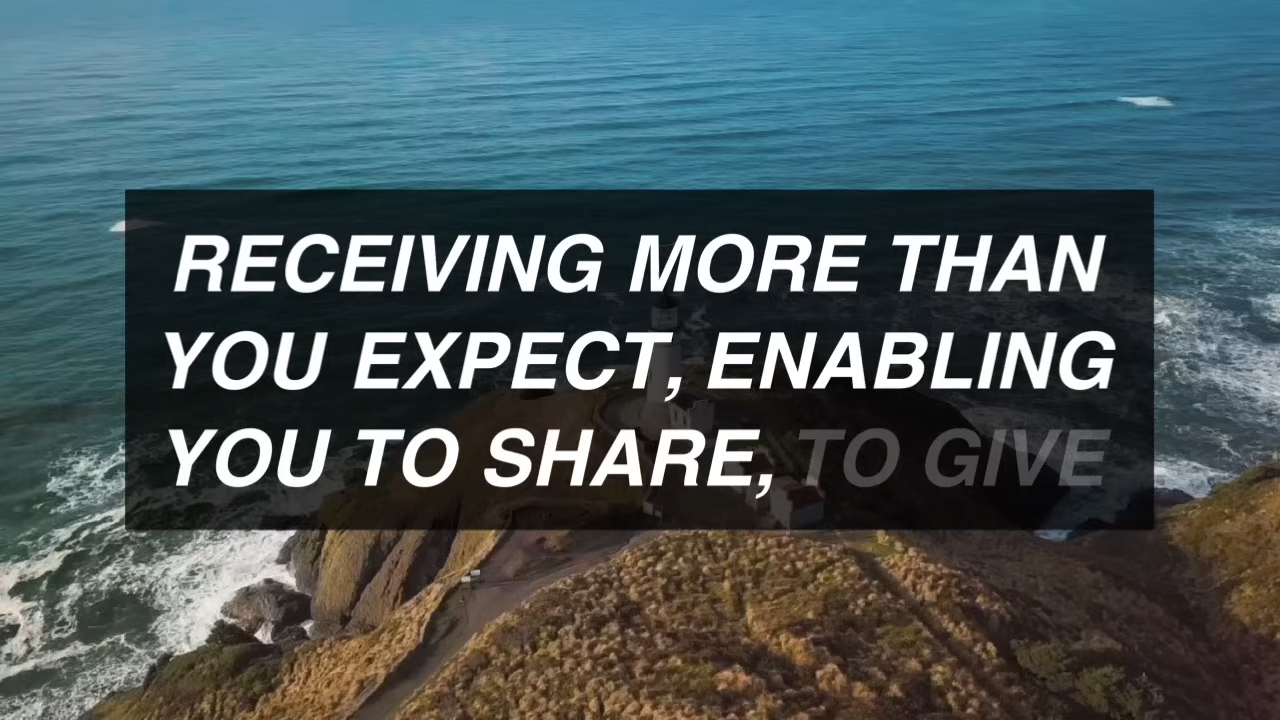 RECEIVING MORE THAN
YOU EXPECT, ENABLING
YOU TO SHARE, TO GIVE